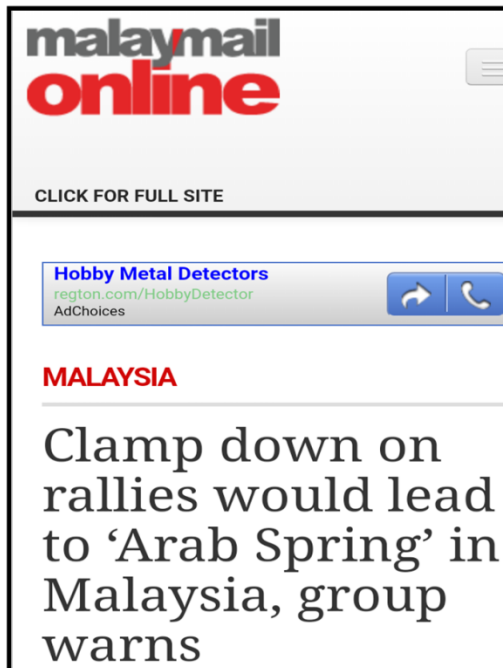 malaymail
online
CLICK FOR FULL SITE
Hobby Metal Detectors
regton.com/HobbyDetector
AdChoices
MALAYSIA
Clamp down on
rallies would lead
to ‘Arab Spring’ in
Malaysia, group
warns